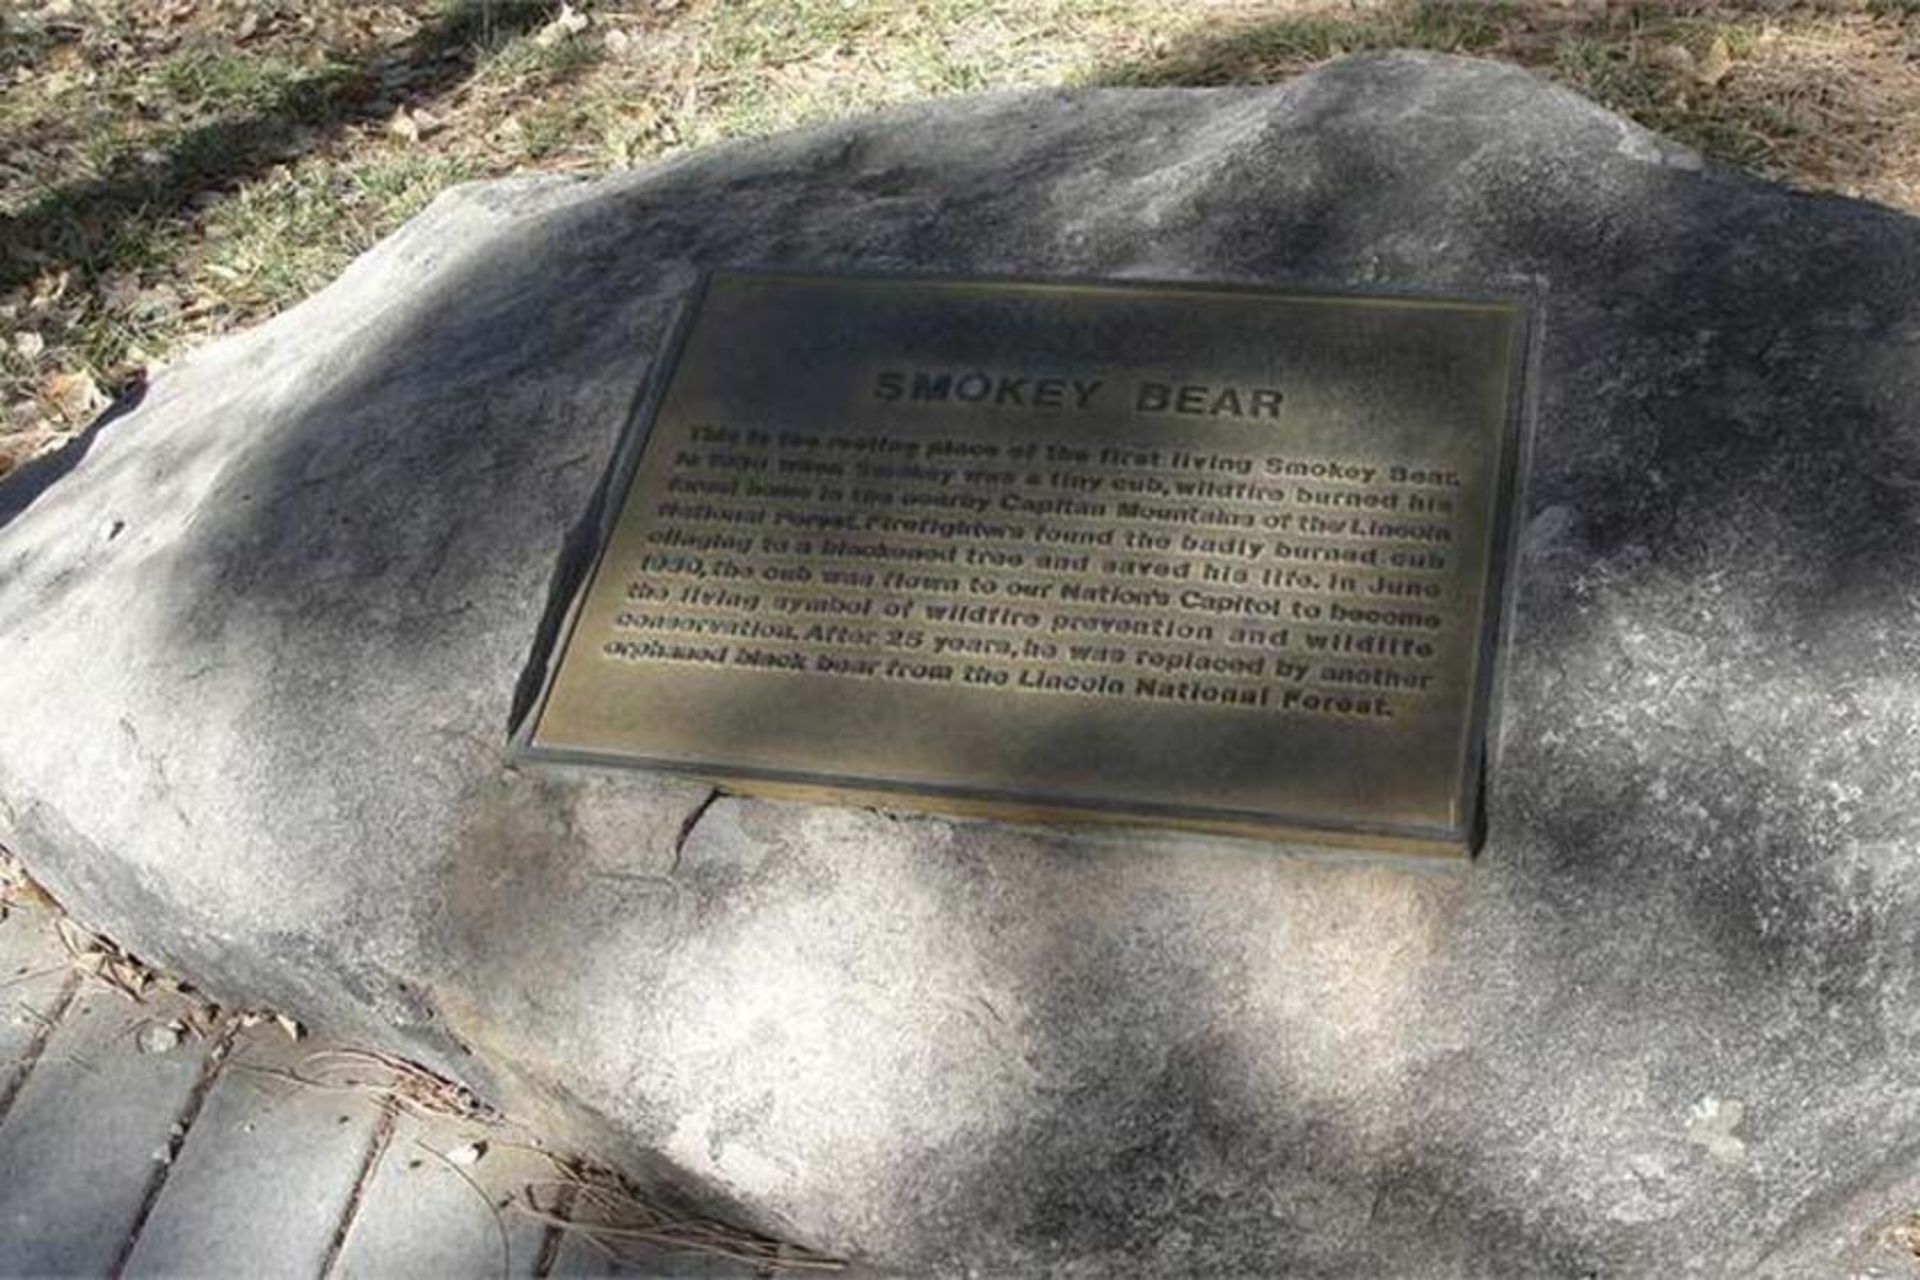 SMOKEY BEAR
This is the resting place of the first living Smokey Bear.
In 1950 when Smokey was a tiny cub, wildfire burned his
forest home in the nearby Capitan Mountains of the Lincoln
National Forest. Firefighters found the badly burned cub
clinging to a blackened tree and saved his life. In June
1950, the cub was flown to our Nation's Capitol to become
the living symbol of wildfire prevention and wildlife
conservation. After 25 years, he was replaced by another
orphaned black bear from the Lincoln National Forest.